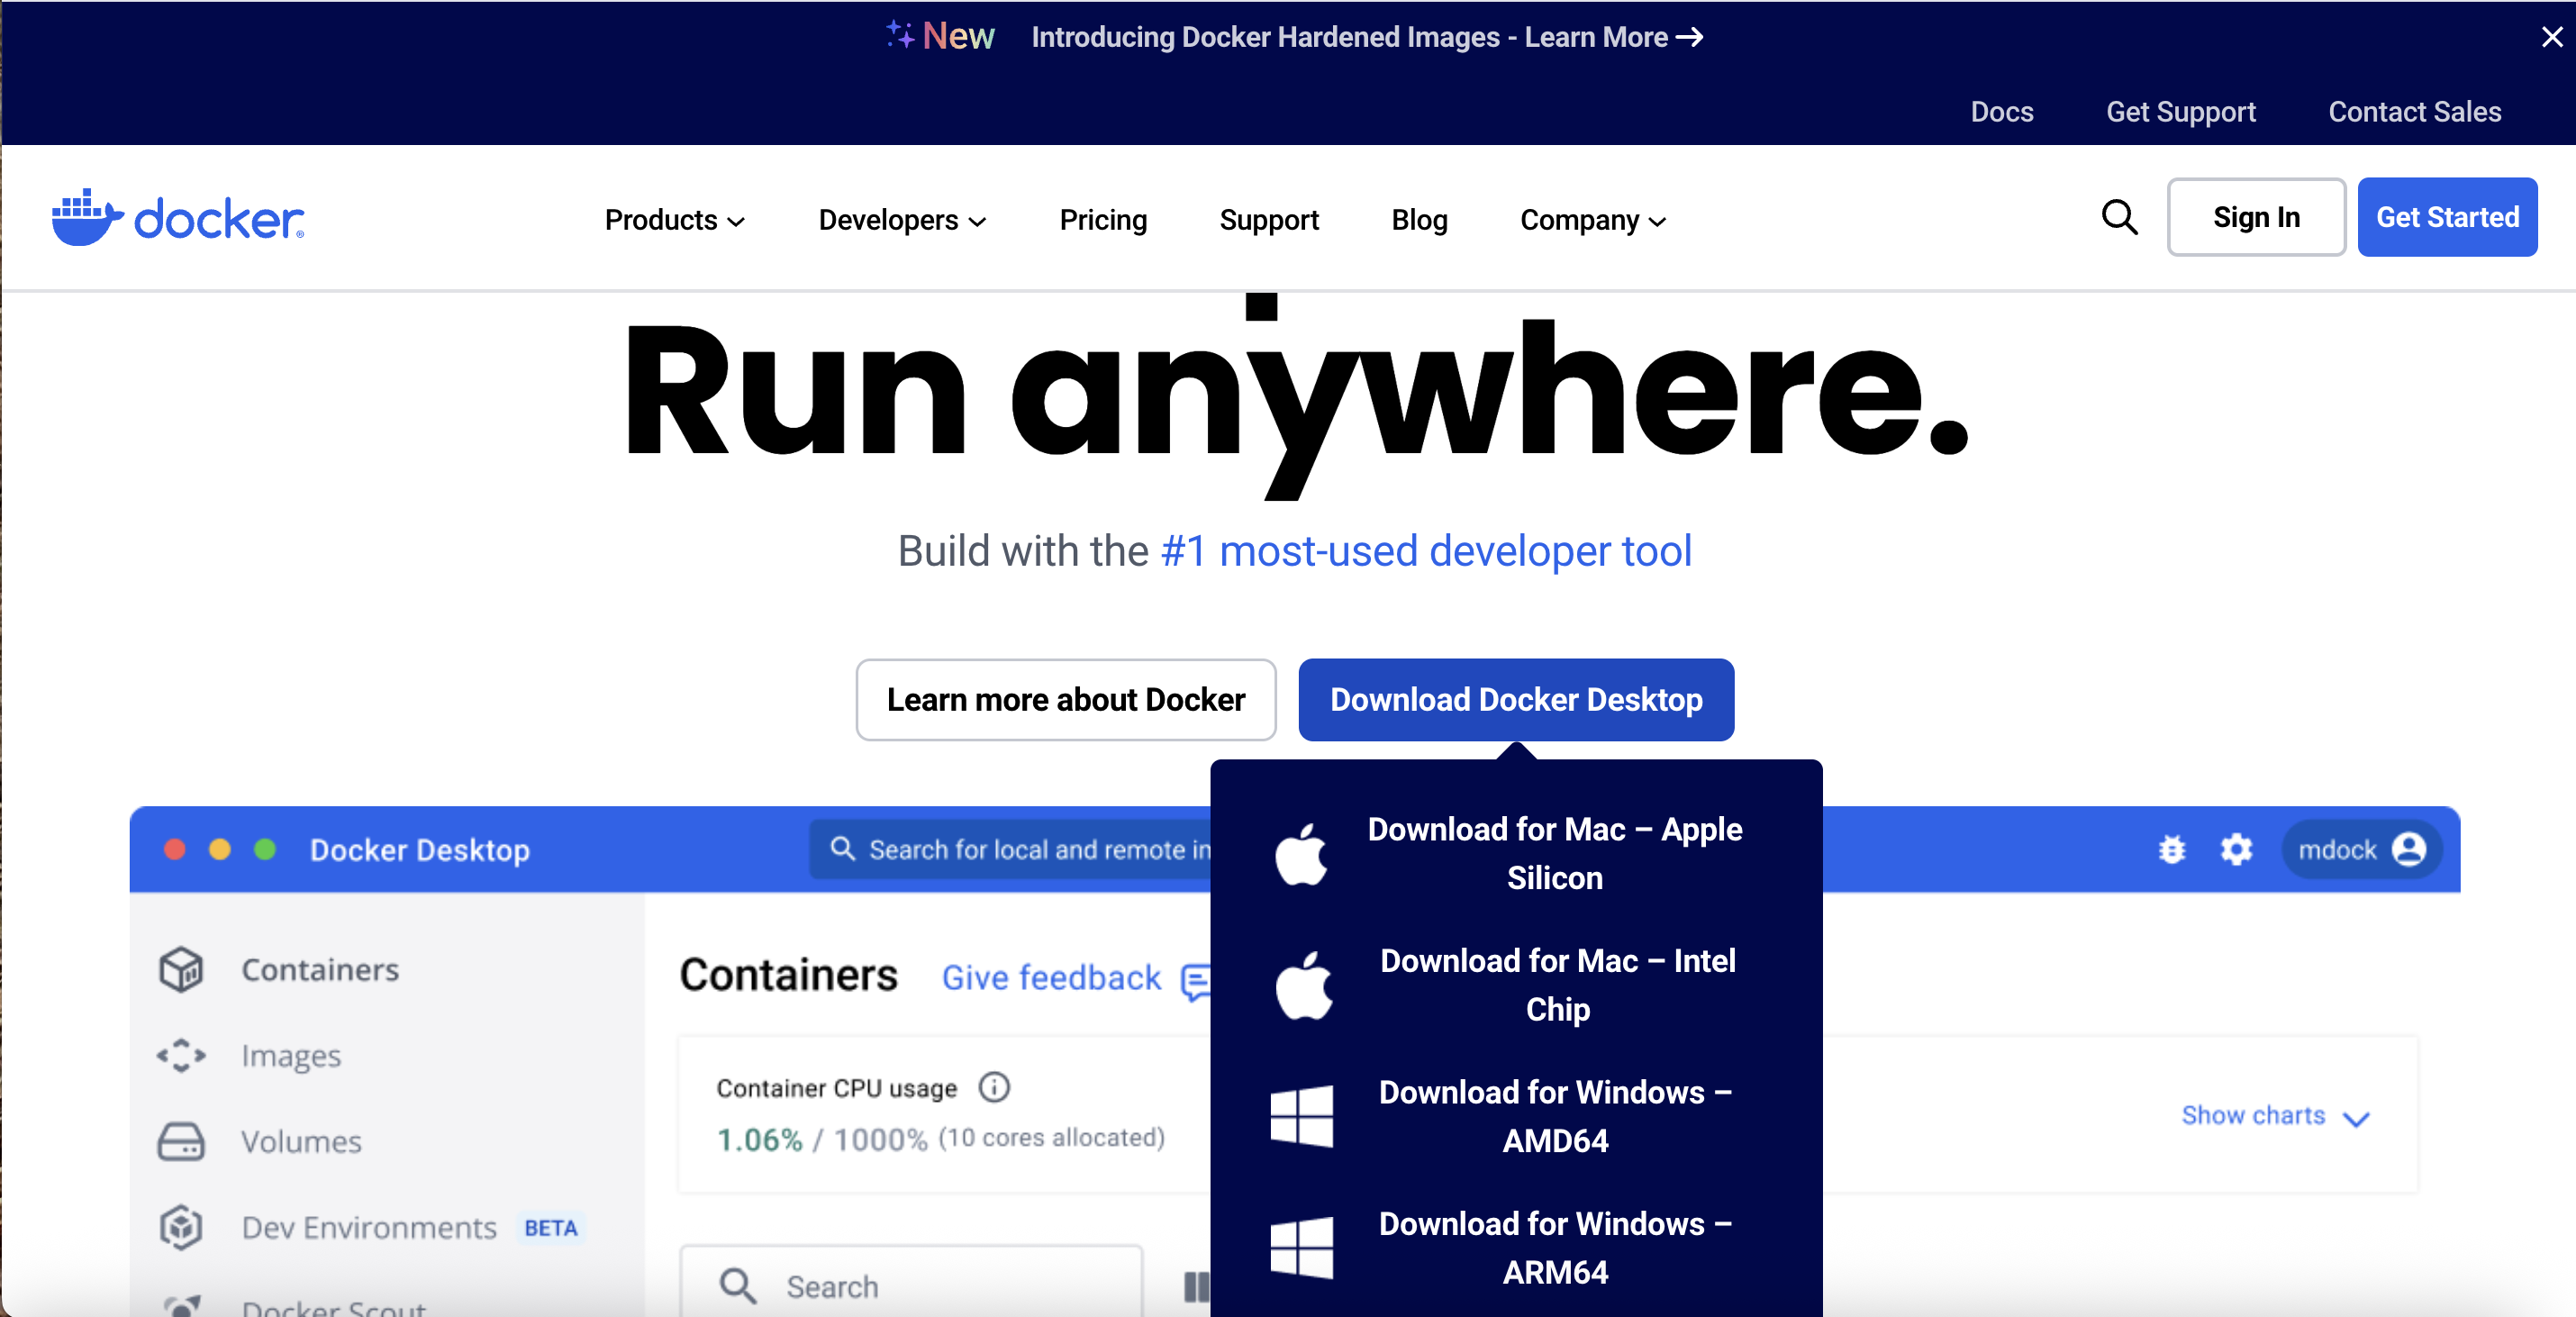 New Introducing Docker Hardened Images - Learn More →
Docs Get Support Contact Sales
docker®
Products Developers Pricing Support Blog Company Sign In Get Started
Run anywhere.
Build with the #1 most-used developer tool
Learn more about Docker Download Docker Desktop
Download for Mac – Apple
Silicon
Download for Mac – Intel
Chip
Download for Windows –
AMD64
Download for Windows –
ARM64
Docker Desktop Search for local and remote mdock
Containers
Images
Volumes
Dev Environments BETA
Docker Scout
Containers Give feedback
Container CPU usage
1.06% / 1000% (10 cores allocated)
Show charts
Search